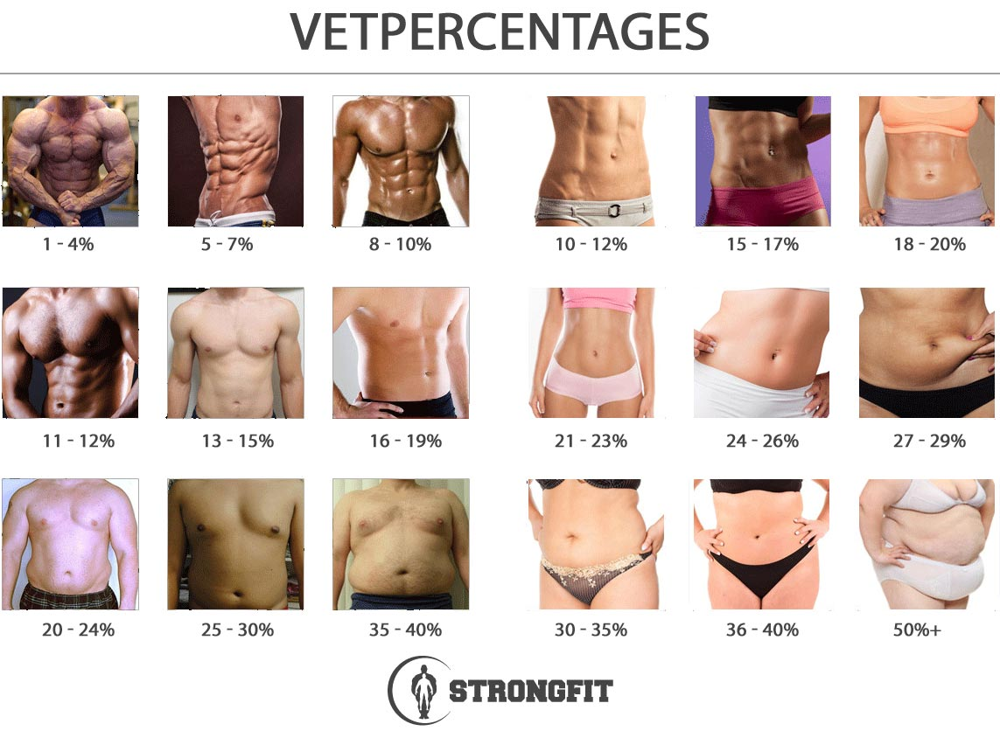 VETPERCENTAGES
1 - 4%
5 - 7%
8 - 10%
10 - 12%
15 - 17%
18 - 20%
11 - 12%
13 - 15%
16 - 19%
21 - 23%
24 - 26%
27 - 29%
20 - 24%
25 - 30%
35 - 40%
30 - 35%
36 - 40%
50%+
STRONGFIT